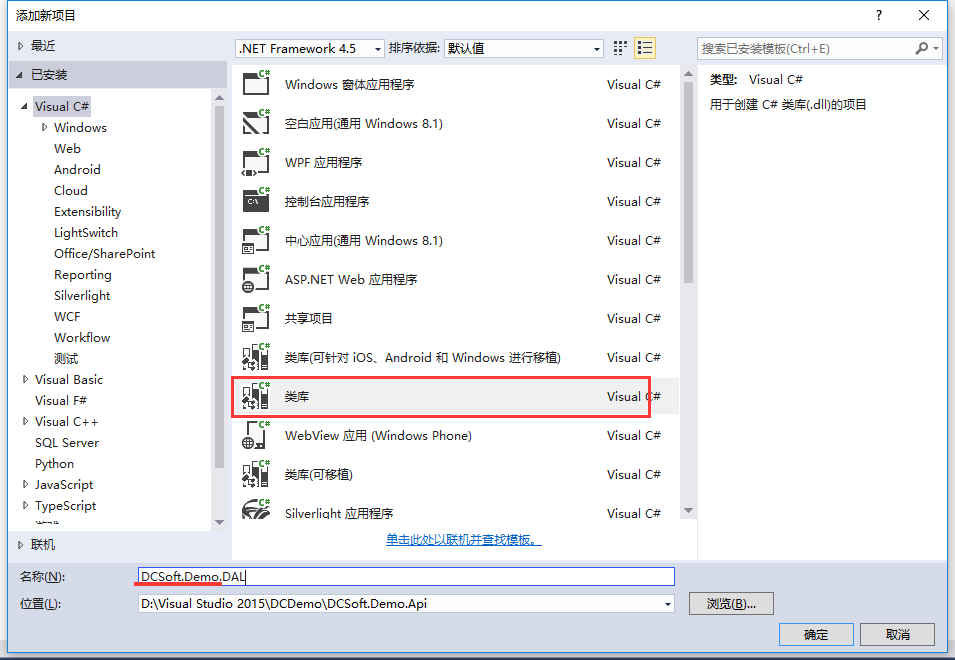 添加新项目
?
最近
.NET Framework 4.5
排序依据:
默认值
搜索已安装模板(Ctrl+E)
已安装
Visual C#
Windows
Web
Android
Cloud
Extensibility
LightSwitch
Office/SharePoint
Reporting
Silverlight
WCF
Workflow
测试
Visual Basic
Visual F#
Visual C++
SQL Server
Python
JavaScript
TypeScript
联机
C# Windows 窗体应用程序 Visual C#
C# 空白应用(通用 Windows 8.1) Visual C#
C# WPF 应用程序 Visual C#
C# C:\ 控制台应用程序 Visual C#
C# 中心应用(通用 Windows 8.1) Visual C#
C# ASP.NET Web 应用程序 Visual C#
C# 共享项目 Visual C#
C# 类库(可针对 iOS、Android 和 Windows 进行移植) Visual C#
C# 类库 Visual C#
C# WebView 应用 (Windows Phone) Visual C#
C# 类库(可移植) Visual C#
C# Silverlight 应用程序 Visual C#
单击此处以联机并查找模板。
类型: Visual C#
用于创建 C# 类库(.dll)的项目
名称(N): DCSoft.Demo.DAL
位置(L): D:\Visual Studio 2015\DCDemo\DCSoft.Demo.Api
浏览(B)...
确定
取消